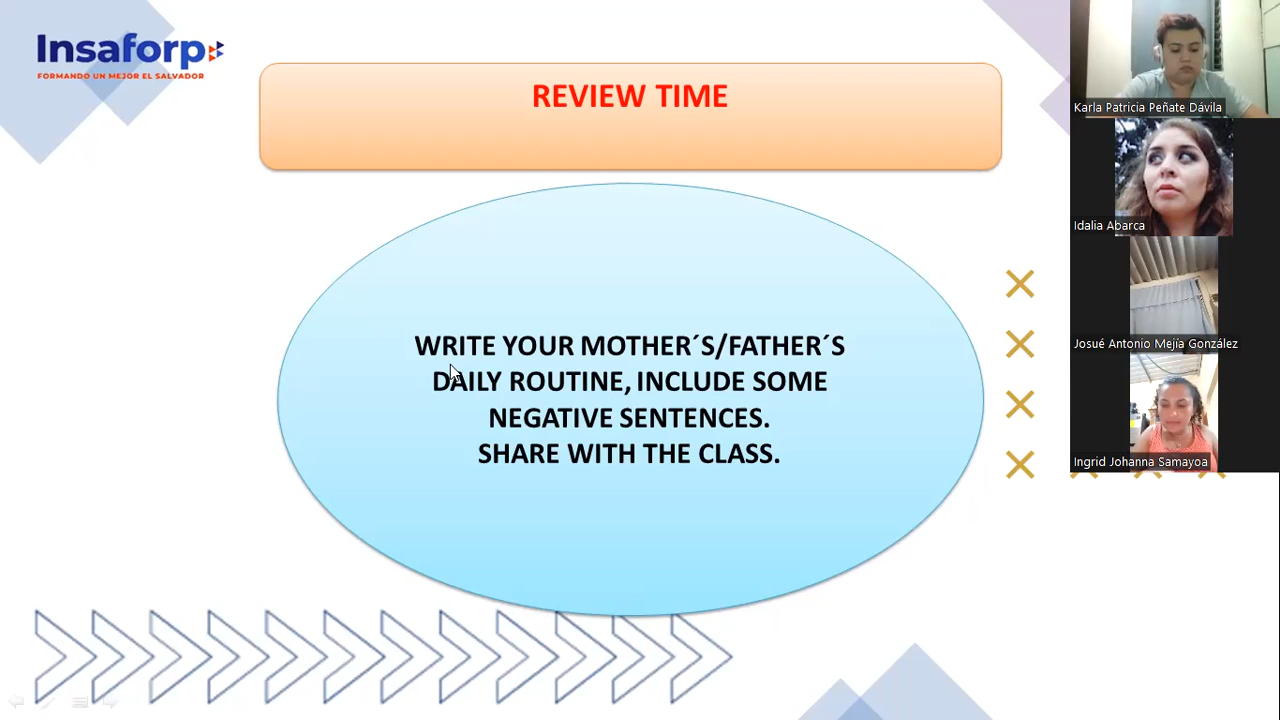 Insaforp
FORMANDO UN MEJOR EL SALVADOR
REVIEW TIME
WRITE YOUR MOTHER´S/FATHER´S
DAILY ROUTINE, INCLUDE SOME
NEGATIVE SENTENCES.
SHARE WITH THE CLASS.
Karla Patricia Peñate Dávila
Idalia Abarca
Josué Antonio Mejía González
Ingrid Johanna Samayoa